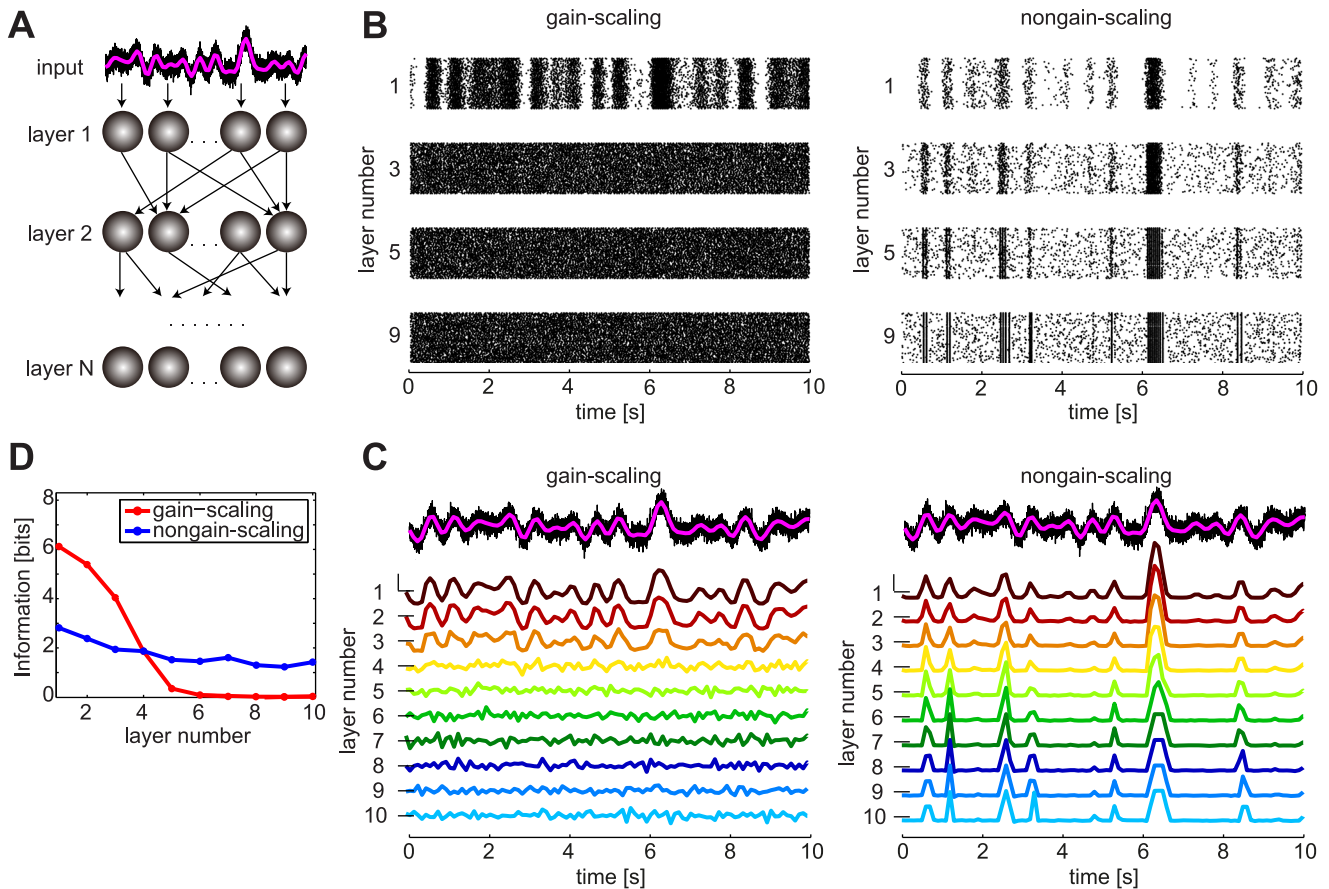 A
input
layer 1
layer 2
layer N
B
gain-scaling
nongain-scaling
layer number
1
3
5
9
0 2 4 6 8 10
time [s]
layer number
1
3
5
9
0 2 4 6 8 10
time [s]
D
Information [bits]
8
6
4
2
0
gain-scaling
nongain-scaling
2 4 6 8 10
layer number
C
gain-scaling
nongain-scaling
layer number
1
2
3
4
5
6
7
8
9
10
0 2 4 6 8 10
time [s]
layer number
1
2
3
4
5
6
7
8
9
10
0 2 4 6 8 10
time [s]